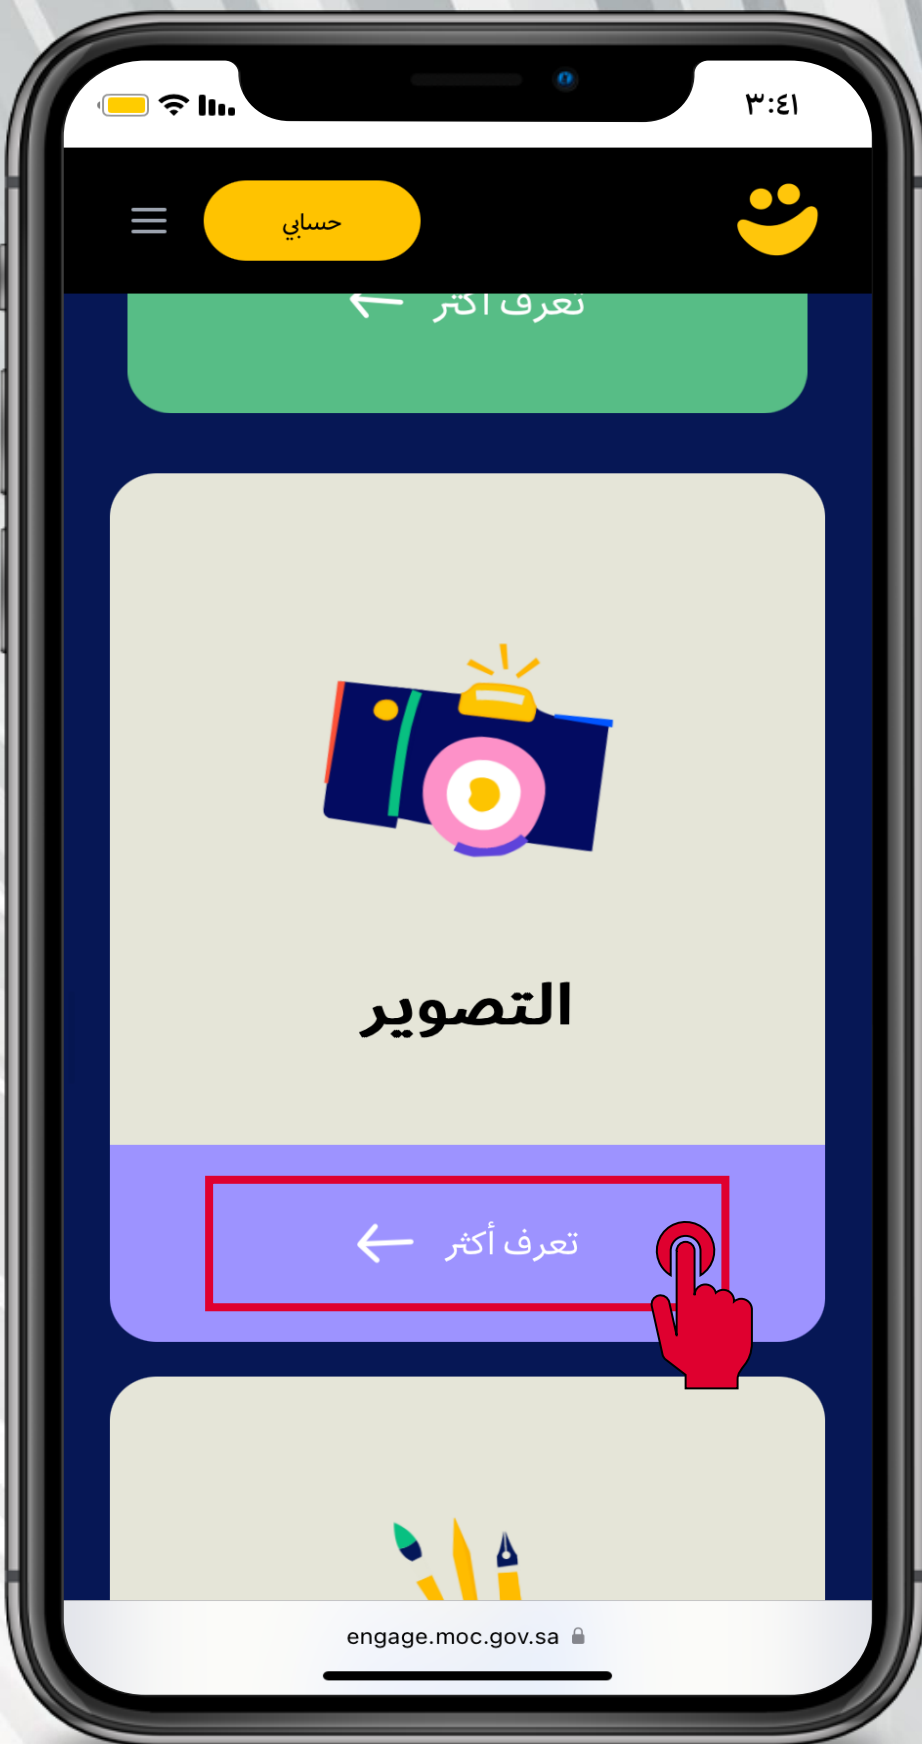 ٣:٤١
حسابي
تعرف أكثر
التصوير
تعرف أكثر
engage.moc.gov.sa